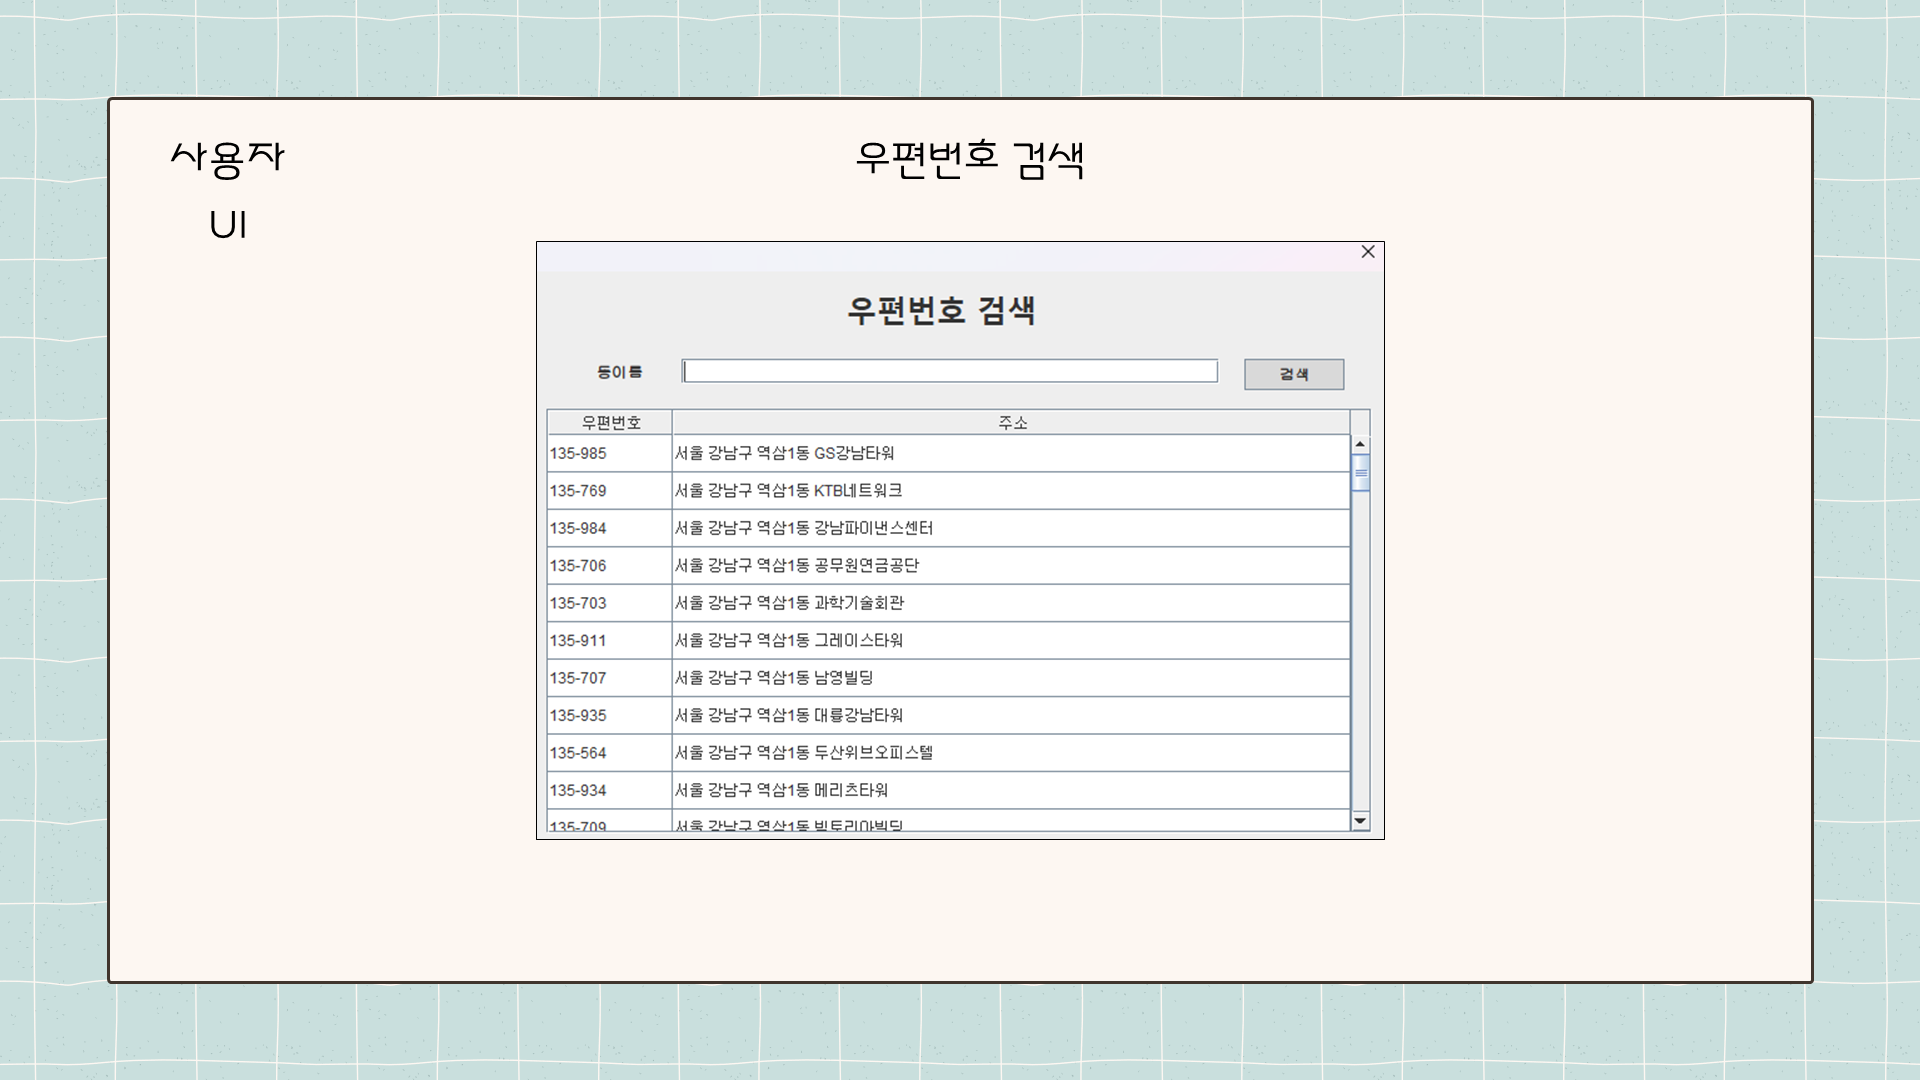 사용자
UI
우편번호 검색
우편번호 검색
동이름
검색
우편번호 주소
135-985 서울 강남구 역삼1동 GS강남타워
135-769 서울 강남구 역삼1동 KTB네트워크
135-984 서울 강남구 역삼1동 강남파이낸스센터
135-706 서울 강남구 역삼1동 공무원연금공단
135-703 서울 강남구 역삼1동 과학기술회관
135-911 서울 강남구 역삼1동 그레이스타워
135-707 서울 강남구 역삼1동 남영빌딩
135-935 서울 강남구 역삼1동 대륭강남타워
135-564 서울 강남구 역삼1동 두산위브오피스텔
135-934 서울 강남구 역삼1동 메리츠타워
135-709 서울 강남구 역삼1동 빅토리아빌딩